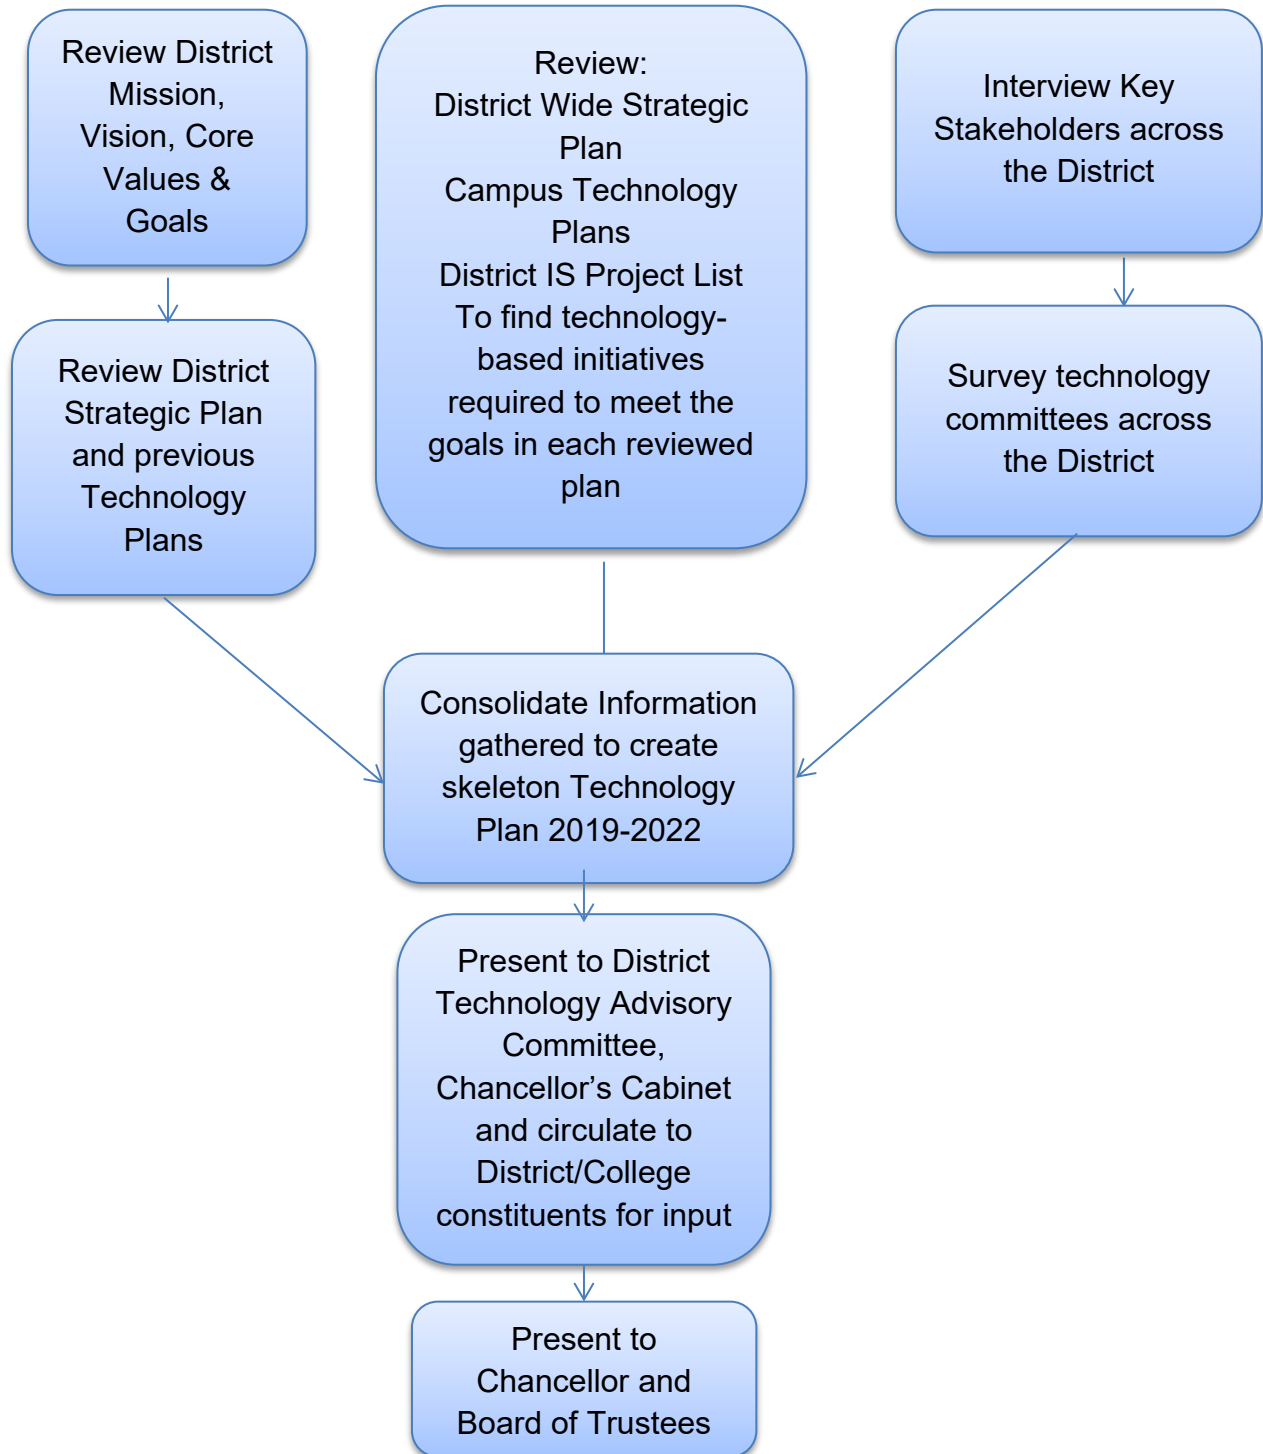 Review District
Mission,
Vision, Core
Values &
Goals
Review District
Strategic Plan
and previous
Technology
Plans
Review:
District Wide Strategic
Plan
Campus Technology
Plans
District IS Project List
To find technology-
based initiatives
required to meet the
goals in each reviewed
plan
Interview Key
Stakeholders across
the District
Survey technology
committees across
the District
Consolidate Information
gathered to create
skeleton Technology
Plan 2019-2022
Present to District
Technology Advisory
Committee,
Chancellor’s Cabinet
and circulate to
District/College
constituents for input
Present to
Chancellor and
Board of Trustees